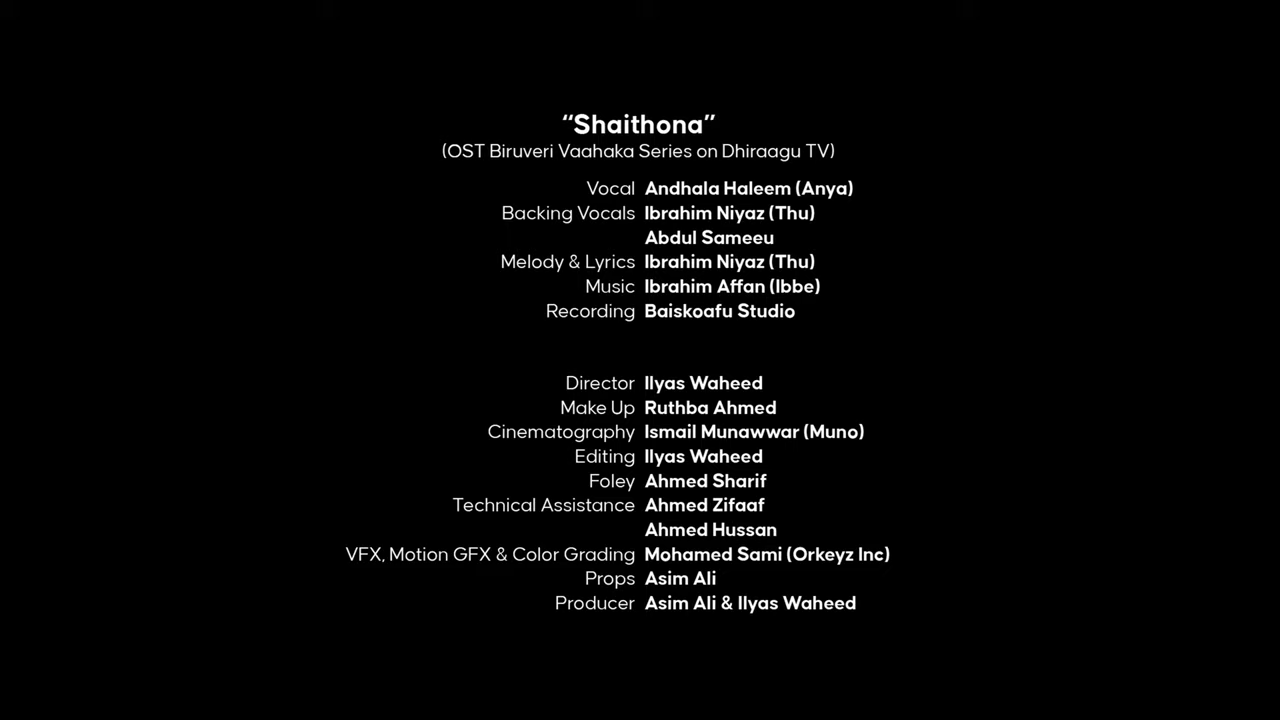 “Shaithona”
(OST Biruveri Vaahaka Series on Dhiraagu TV)
Vocal Andhala Haleem (Anya)
Backing Vocals Ibrahim Niyaz (Thu)
Abdul Sameeu
Melody & Lyrics Ibrahim Niyaz (Thu)
Music Ibrahim Affan (Ibbe)
Recording Baiskoafu Studio
Director Ilyas Waheed
Make Up Ruthba Ahmed
Cinematography Ismail Munawwar (Muno)
Editing Ilyas Waheed
Foley Ahmed Sharif
Technical Assistance Ahmed Zifaaf
Ahmed Hussan
VFX, Motion GFX & Color Grading Mohamed Sami (Orkeyz Inc)
Props Asim Ali
Producer Asim Ali & Ilyas Waheed